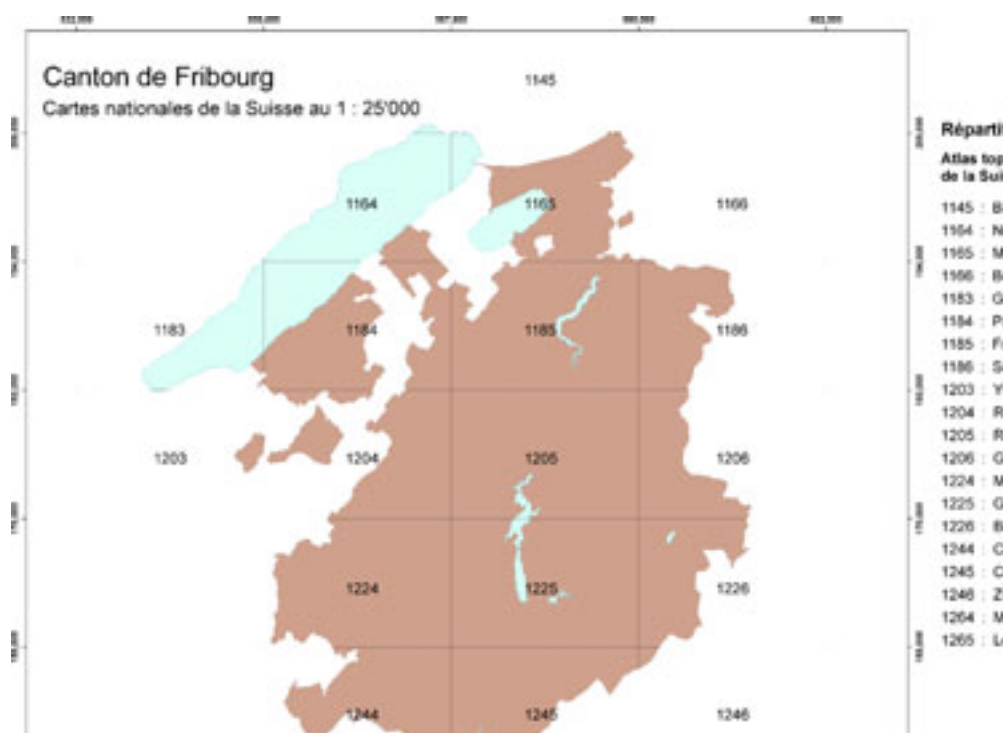 Canton de Fribourg
Cartes nationales de la Suisse au 1 : 25'000
1145
1164
1165
1166
1183
1184
1185
1186
1203
1204
1205
1206
1224
1225
1226
1244
1245
1246
Réparti
Atlas top
de la Sui
1145 : B
1164 : N
1165 : M
1166 : B
1183 : G
1184 : P
1185 : F
1186 : S
1203 : Y
1204 : R
1205 : R
1206 : G
1224 : M
1225 : G
1226 : B
1244 : C
1245 : C
1246 : Z
1264 : M
1265 : L